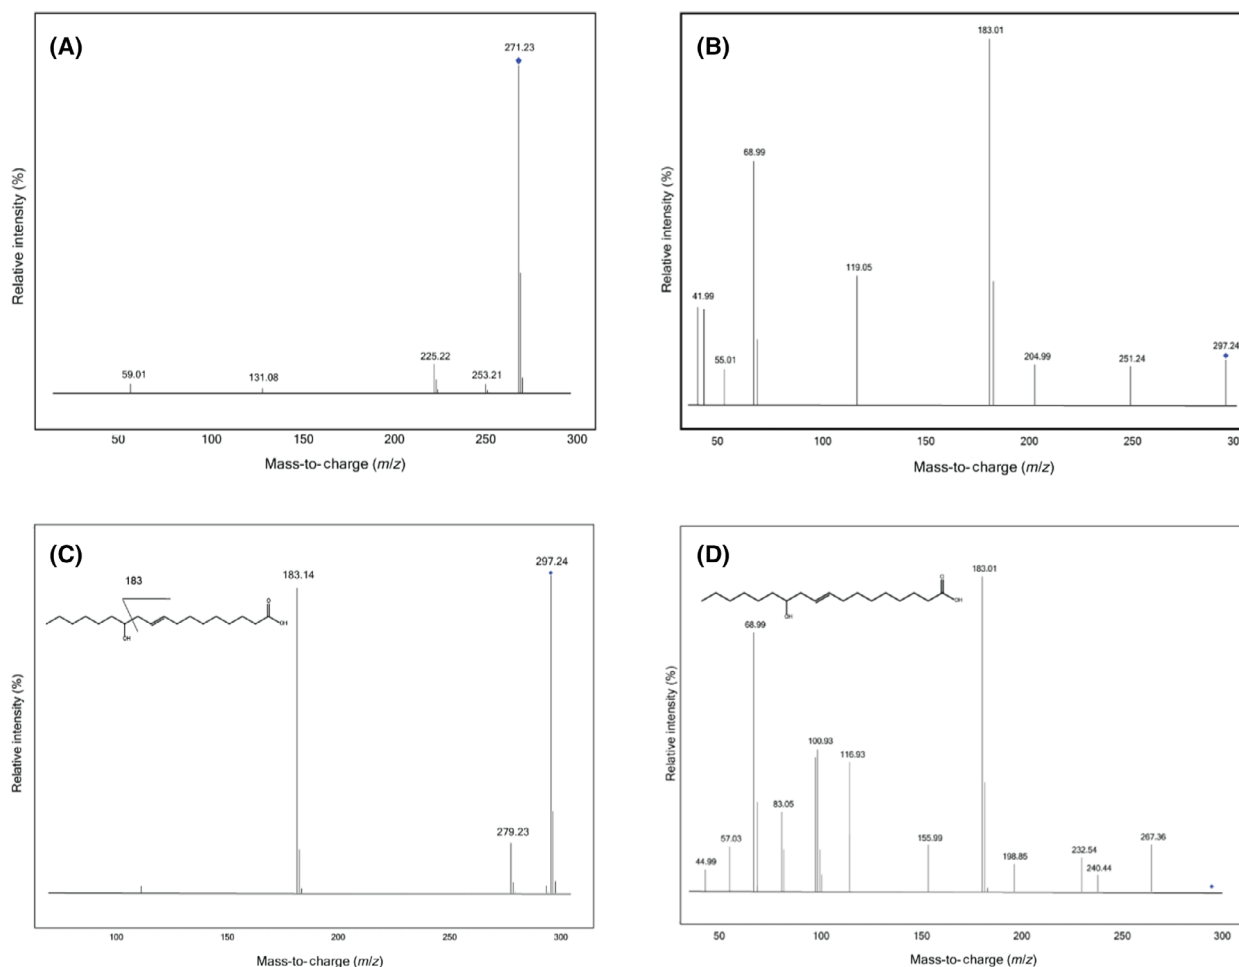 (A)
271.23
225.22
253.21
59.01
131.08
Relative intensity (%)
50 100 150 200 250 300
Mass-to-charge (m/z)
(B)
183.01
68.99
119.05
41.99
55.01
204.99
251.24
297.24
Relative intensity (%)
50 100 150 200 250
Mass-to-charge (m/z)
(C)
297.24
183.14
183
O
OH
OH
279.23
Relative intensity (%)
100 150 200 250 300
Mass-to-charge (m/z)
(D)
183.01
O
OH
OH
68.99
100.93
116.93
83.05
57.03
44.99
155.99
198.85
232.54
240.44
267.36
Relative intensity (%)
50 100 150 200 250 300
Mass-to-charge (m/z)